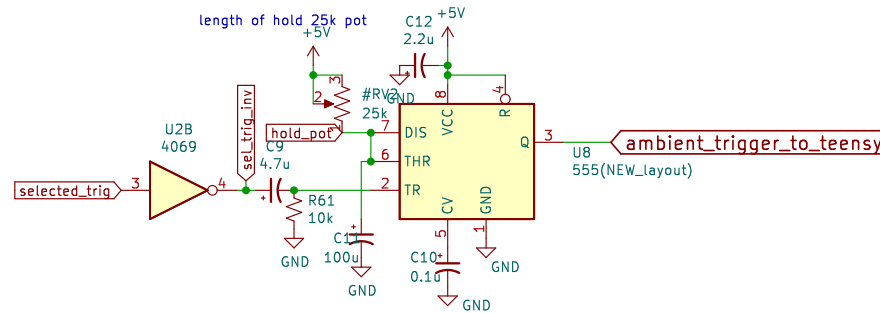 length of hold 25k pot
+5V
+5V
C12
2.2u
GND
3
2
1
#RV2
25k
8
4
VCC
R
hold_pot
7
DIS
sel_trig_inv
U2B
4069
C9
4.7u
6
THR
Q
3
ambient_trigger_to_teensy
U8
555(NEW_layout)
selected_trig
3
4
2
TR
R61
10k
CV
GND
5
1
C11
100u
GND
C10
0.1u
GND
GND
GND